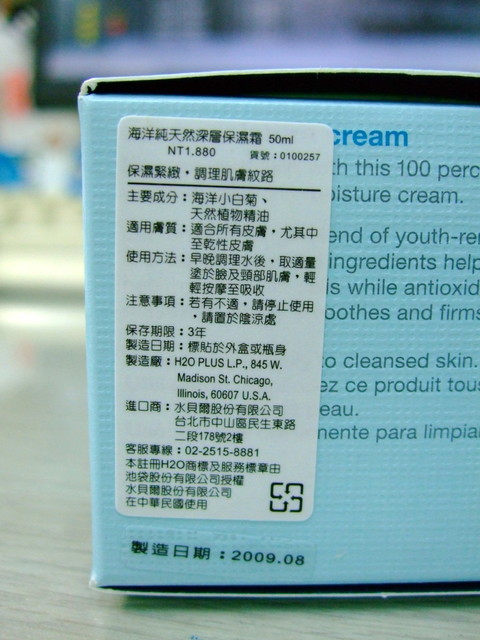 海洋純天然深層保濕霜 50ml
NT1.880 貨號：0100257
保濕緊緻，調理肌膚紋路
主要成分：海洋小白菊、
天然植物精油
適用膚質：適合所有皮膚，尤其中
至乾性皮膚
使用方法：早晚調理水後，取適量
塗於臉及頸部肌膚，輕
輕按摩至吸收
注意事項：若有不適，請停止使用
，請置於陰涼處
保存期限：3年
製造日期：標貼於外盒或瓶身
製造廠：H2O PLUS L.P., 845 W.
Madison St. Chicago,
Illinois, 60607 U.S.A.
進口商：水貝爾股份有限公司
台北市中山區民生東路
二段178號2樓
客服專線：02-2515-8881
本註冊H2O商標及服務標章由
池袋股份有限公司授權
水貝爾股份有限公司
在中華民國使用
製造日期：2009.08
cream
th this 100 perc
oisture cream.
end of youth-re
ingredients help
s while antioxid
oothes and firms
to cleansed skin.
ez ce produit tous
eau.
mente para limpia